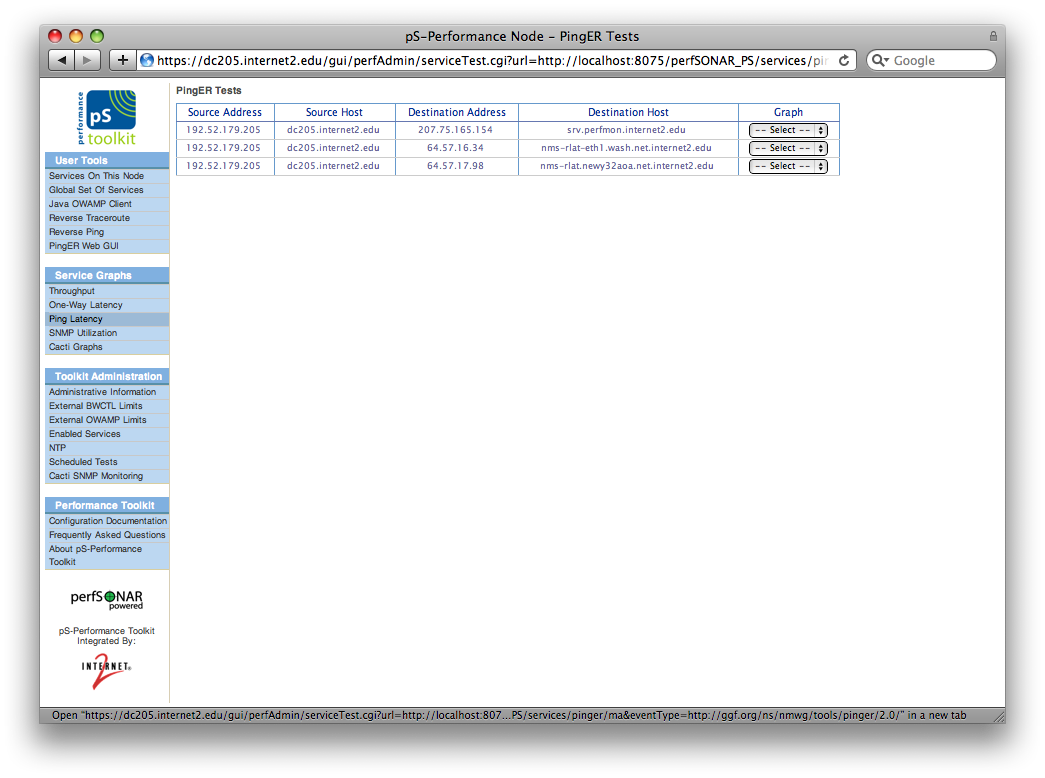 pS-Performance Node - PingER Tests
https://dc205.internet2.edu/gui/perfAdmin/serviceTest.cgi?url=http://localhost:8075/perfSONAR_PS/services/pir
Google
performance
pS
toolkit
User Tools
Services On This Node
Global Set Of Services
Java OWAMP Client
Reverse Traceroute
Reverse Ping
PingER Web GUI
Service Graphs
Throughput
One-Way Latency
Ping Latency
SNMP Utilization
Cacti Graphs
Toolkit Administration
Administrative Information
External BWCTL Limits
External OWAMP Limits
Enabled Services
NTP
Scheduled Tests
Cacti SNMP Monitoring
Performance Toolkit
Configuration Documentation
Frequently Asked Questions
About pS-Performance
Toolkit
perfSONAR
powered
pS-Performance Toolkit
Integrated By:
INTERNET®
2
PingER Tests
Source Address Source Host Destination Address Destination Host Graph
192.52.179.205 dc205.internet2.edu 207.75.165.154 srv.perfmon.internet2.edu -- Select --
192.52.179.205 dc205.internet2.edu 64.57.16.34 nms-rlat-eth1.wash.net.internet2.edu -- Select --
192.52.179.205 dc205.internet2.edu 64.57.17.98 nms-rlat.newy32aoa.net.internet2.edu -- Select --
Open "https://dc205.internet2.edu/gui/perfAdmin/serviceTest.cgi?url=http://localhost:807...PS/services/pinger/ma&eventType=http://ggf.org/ns/nmwg/tools/pinger/2.0/" in a new tab